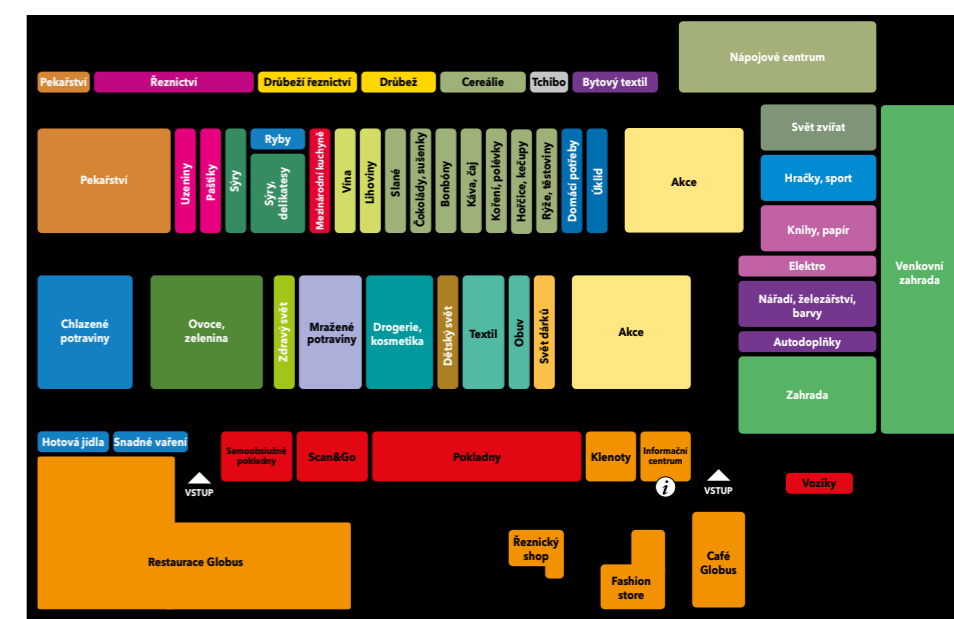 Nápojové centrum
Pekařství
Řeznictví
Drůbeží řeznictví
Drůbež
Cereálie
Tchibo
Bytový textil
Pekařství
Uzeniny
Paštiky
Sýry
Ryby
Sýry,
delikatesy
Mezinárodní kuchyně
Vína
Lihoviny
Slané
Čokolády, sušenky
Bonbóny
Káva, čaj
Koření, polévky
Hořčice, kečupy
Rýže, těstoviny
Domácí potřeby
Úklid
Akce
Svět zvířat
Hračky, sport
Knihy, papír
Elektro
Nářadí, železářství,
barvy
Autodoplňky
Zahrada
Venkovní
zahrada
Chlazené
potraviny
Ovoce,
zelenina
Zdravý svět
Mražené
potraviny
Drogerie,
kosmetika
Dětský svět
Textil
Obuv
Svět dárků
Akce
Hotová jídla
Snadné vaření
VSTUP
Samoobslužné
pokladny
Scan&Go
Pokladny
Klenoty
Informační
centrum
i
VSTUP
Vozíky
Restaurace Globus
Řeznický
shop
Fashion
store
Café
Globus